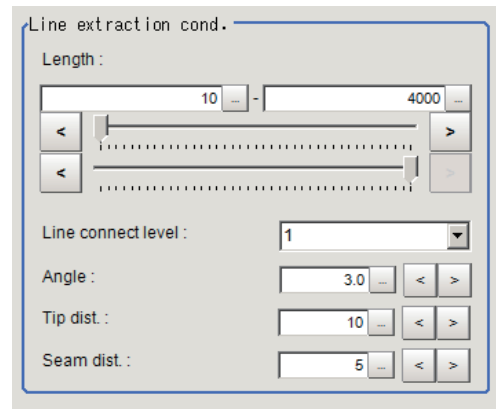 Line extraction cond.
Length :
10 ... - 4000 ...
< >
< >
Line connect level : 1
Angle : 3.0 ... < >
Tip dist. : 10 ... < >
Seam dist. : 5 ... < >